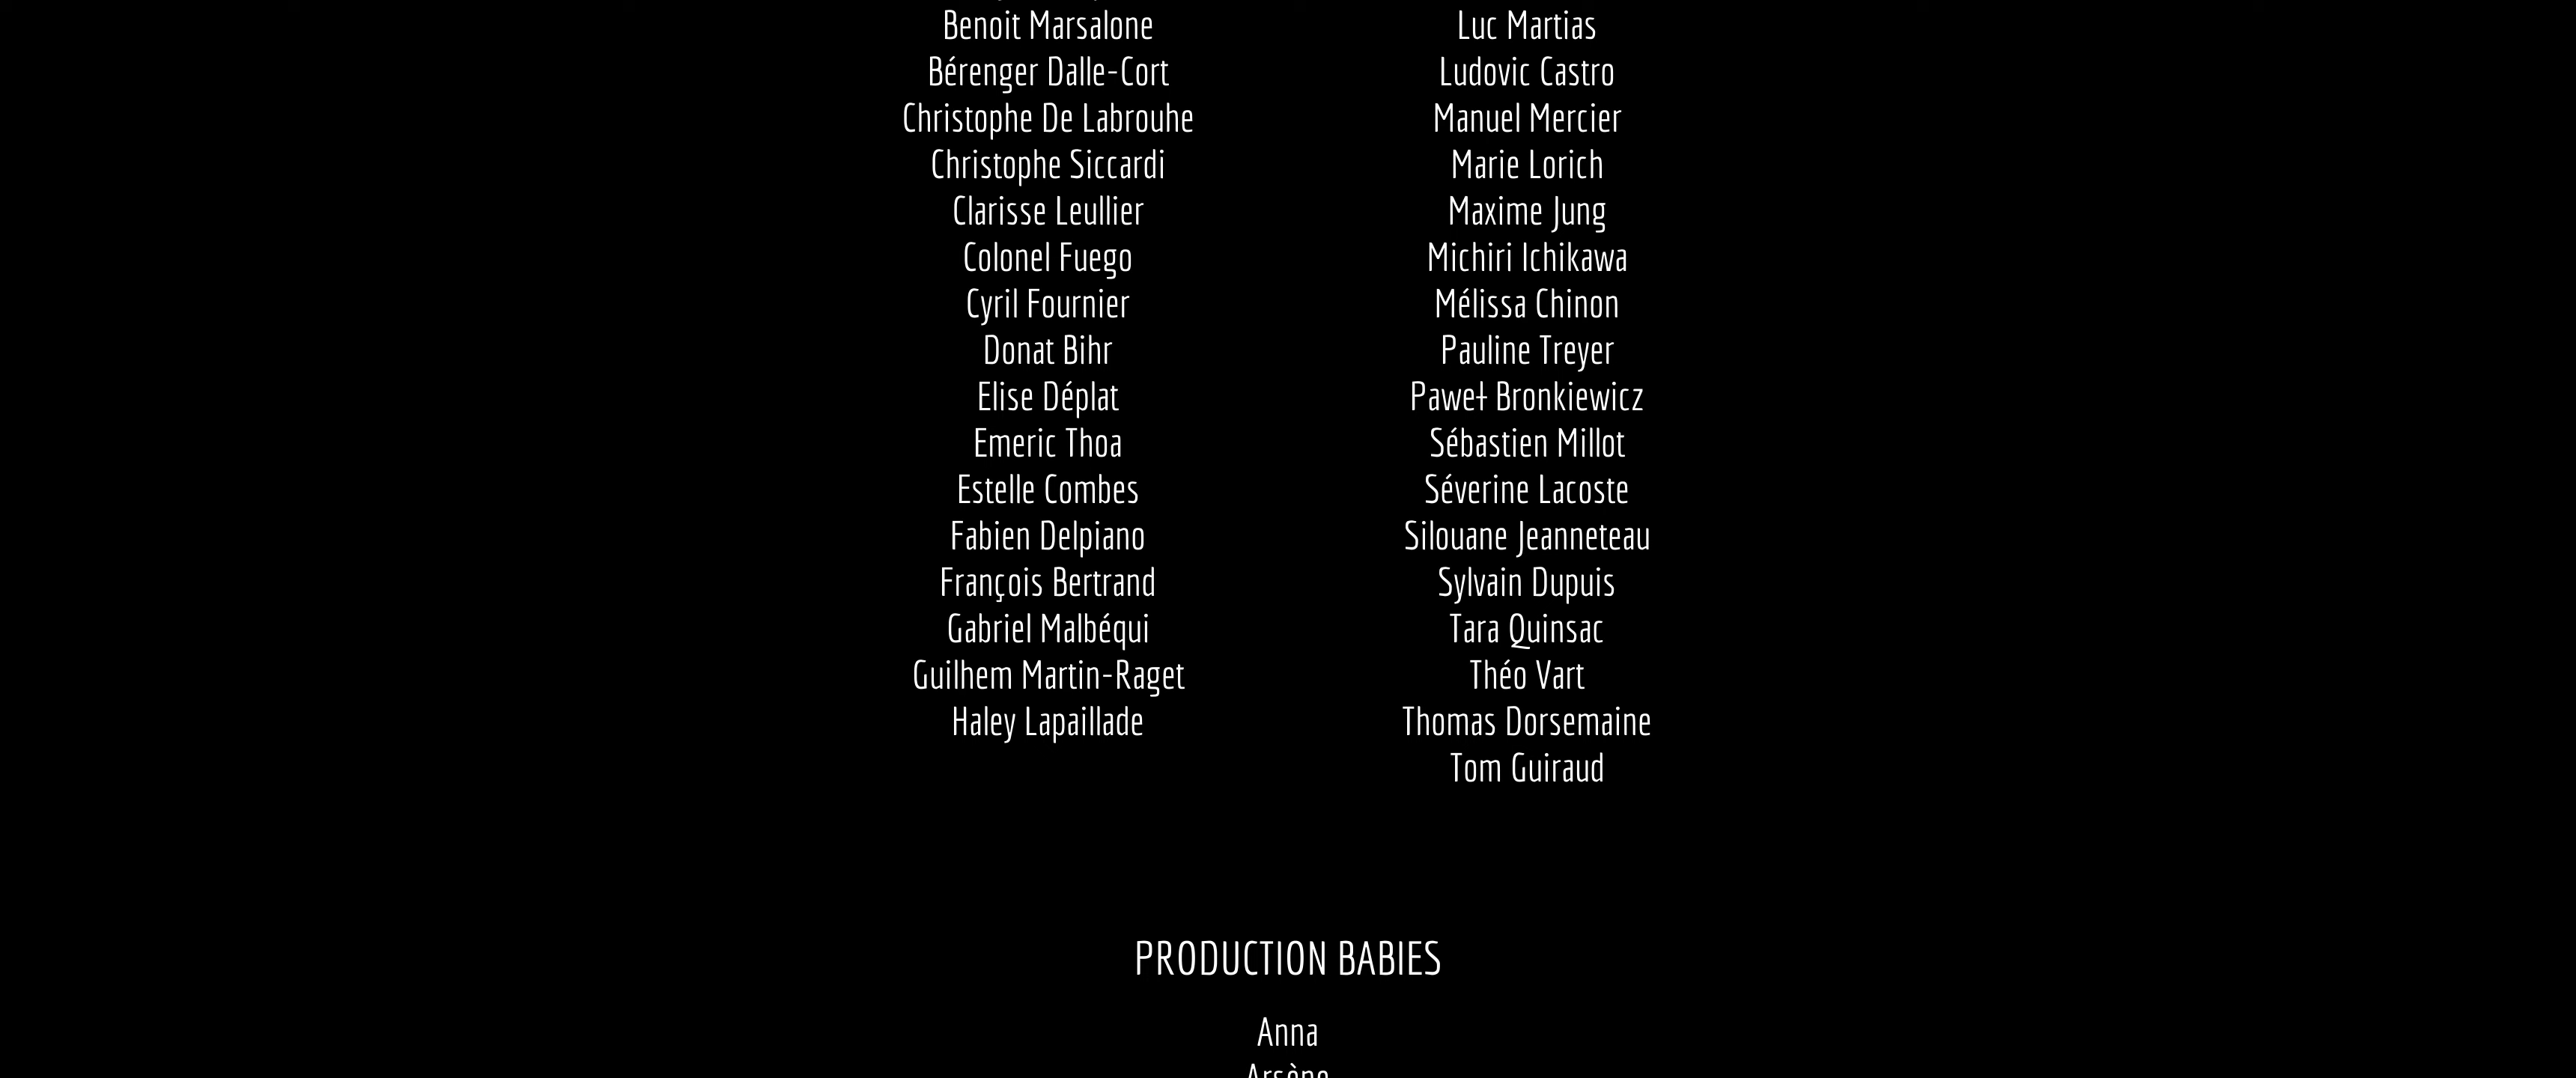 Benoit Marsalone
Bérenger Dalle-Cort
Christophe De Labrouhe
Christophe Siccardi
Clarisse Leullier
Colonel Fuego
Cyril Fournier
Donat Bihr
Elise Déplat
Emeric Thoa
Estelle Combes
Fabien Delpiano
François Bertrand
Gabriel Malbéqui
Guilhem Martin-Raget
Haley Lapaillade
Luc Martias
Ludovic Castro
Manuel Mercier
Marie Lorich
Maxime Jung
Michiri Ichikawa
Mélissa Chinon
Pauline Treyer
Paweł Bronkiewicz
Sébastien Millot
Séverine Lacoste
Silouane Jeanneteau
Sylvain Dupuis
Tara Quinsac
Théo Vart
Thomas Dorsemaine
Tom Guiraud
PRODUCTION BABIES
Anna
Arsène